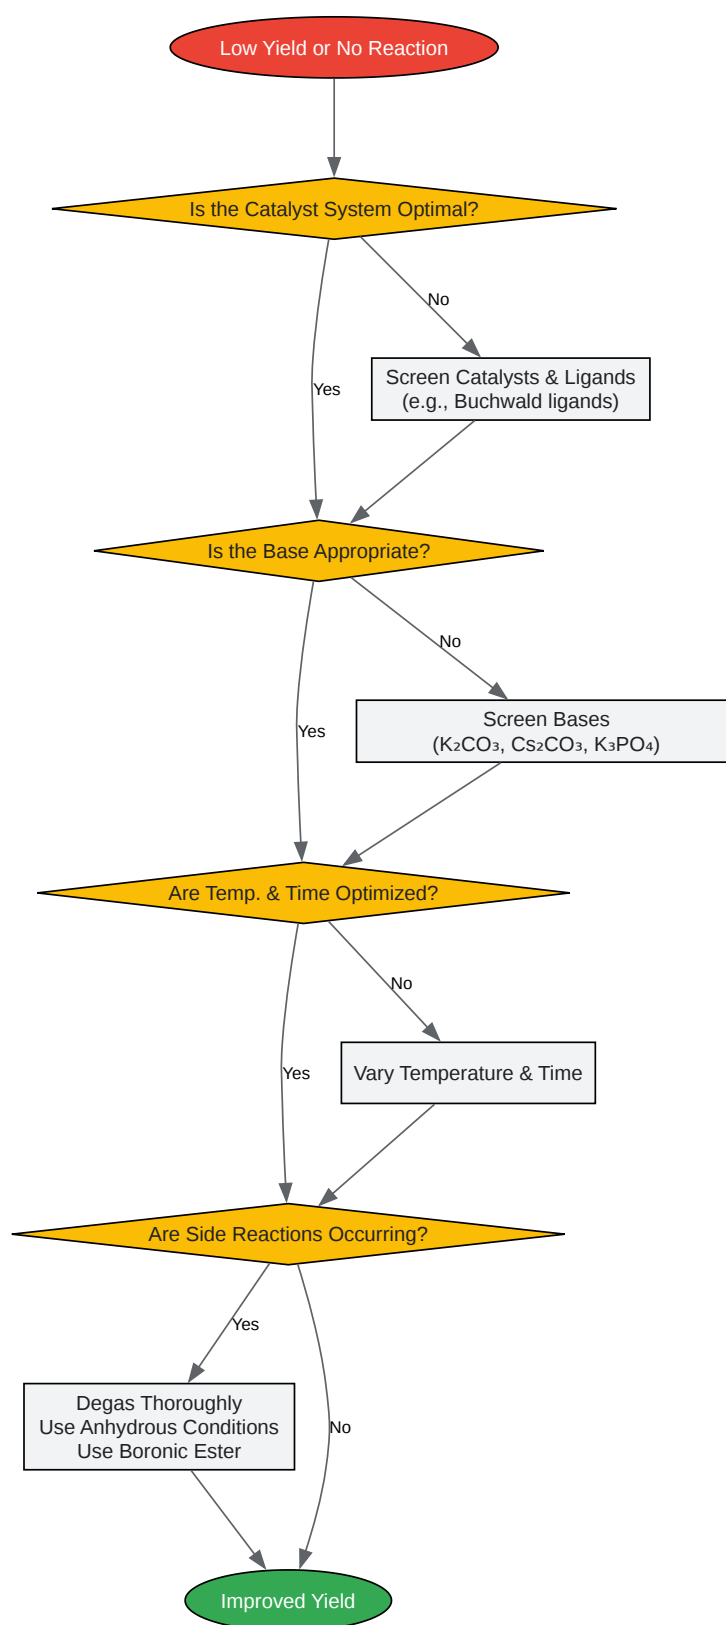 Low Yield or No Reaction
Is the Catalyst System Optimal?
No
Screen Catalysts & Ligands
(e.g., Buchwald ligands)
Yes
Is the Base Appropriate?
No
Screen Bases
(K₂CO₃, Cs₂CO₃, K₃PO₄)
Yes
Are Temp. & Time Optimized?
No
Vary Temperature & Time
Yes
Are Side Reactions Occurring?
Yes
Degas Thoroughly
Use Anhydrous Conditions
Use Boronic Ester
No
Improved Yield